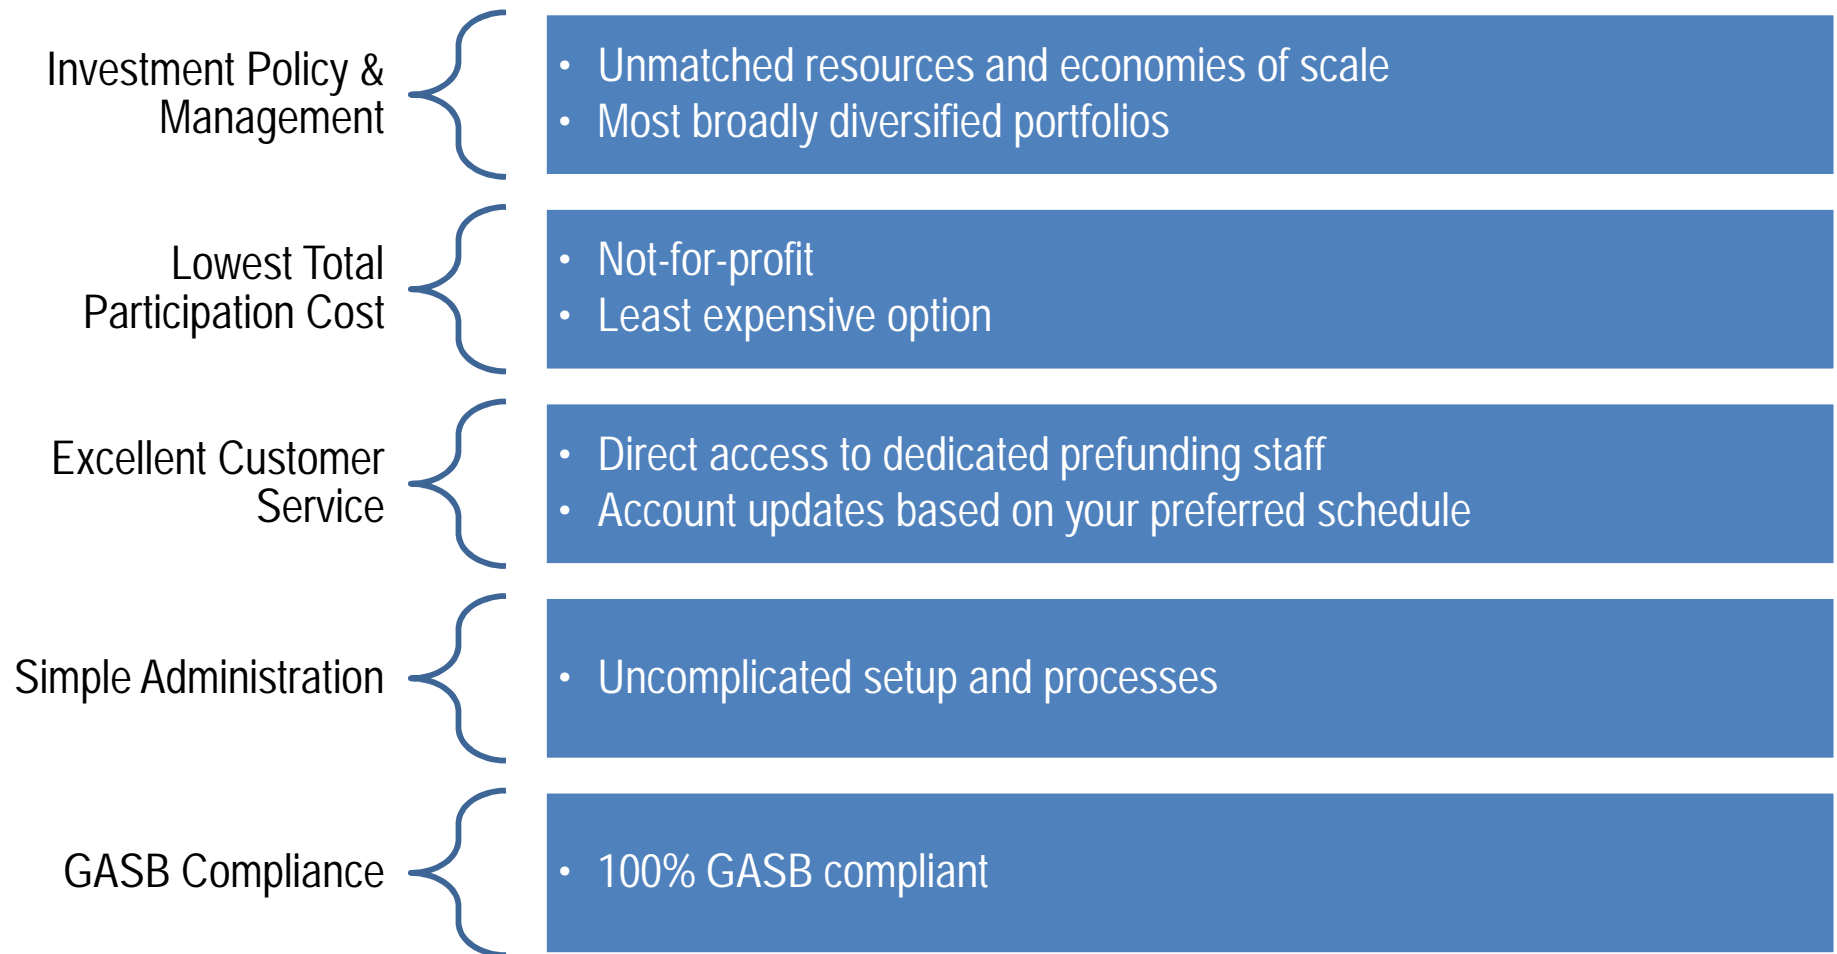 Investment Policy &
Management
• Unmatched resources and economies of scale
• Most broadly diversified portfolios
Lowest Total
Participation Cost
• Not-for-profit
• Least expensive option
Excellent Customer
Service
• Direct access to dedicated prefunding staff
• Account updates based on your preferred schedule
Simple Administration
• Uncomplicated setup and processes
GASB Compliance
• 100% GASB compliant